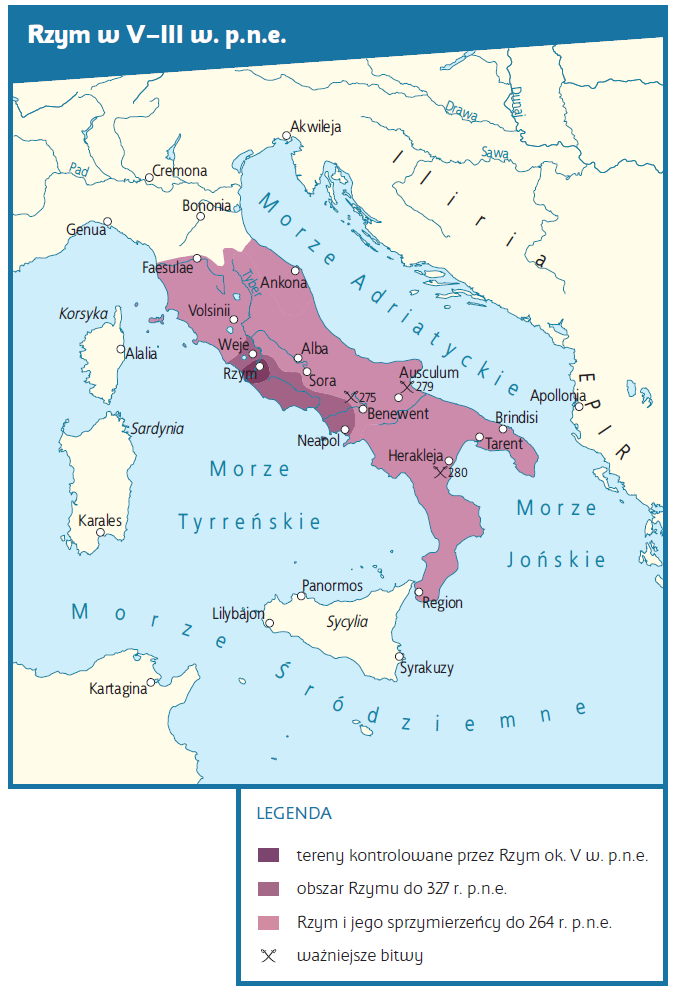 Rzym w V–III w. p.n.e.
Akwileja
Drawa
Dunaj
Sawa
Pad
Cremona
Bononia
Genua
Iliria
Morze Adriatyckie
Faesulae
Tyber
Ankona
Korsyka
Volsinii
Alalia
Weje
Alba
Rzym
Sora
Ausculum
279
275
Benewent
Apollonia
EPIR
Sardynia
Neapol
Brindisi
Tarent
Herakleja
280
Morze
Tyrreńskie
Morze
Jońskie
Karales
Panormos
Lilybájon
Sycylia
Region
Syrakuzy
Kartagina
Morze Śródziemne
LEGENDA
tereny kontrolowane przez Rzym ok. V w. p.n.e.
obszar Rzymu do 327 r. p.n.e.
Rzym i jego sprzymierzeńcy do 264 r. p.n.e.
ważniejsze bitwy